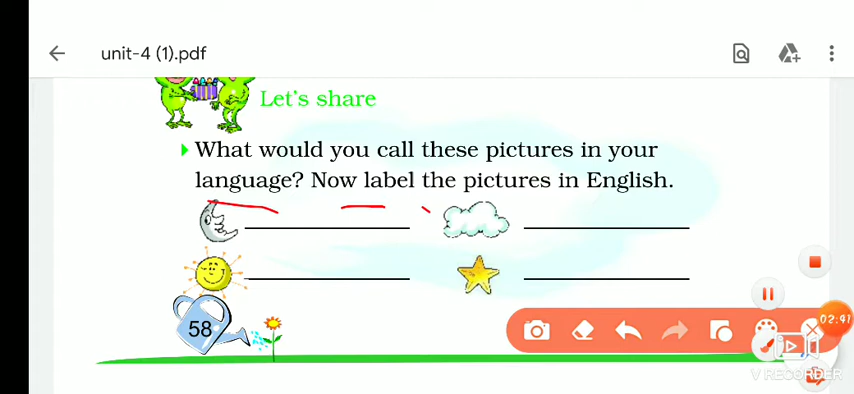 unit-4 (1).pdf
Let's share
What would you call these pictures in your
language? Now label the pictures in English.
58
02:41
V RECORDER